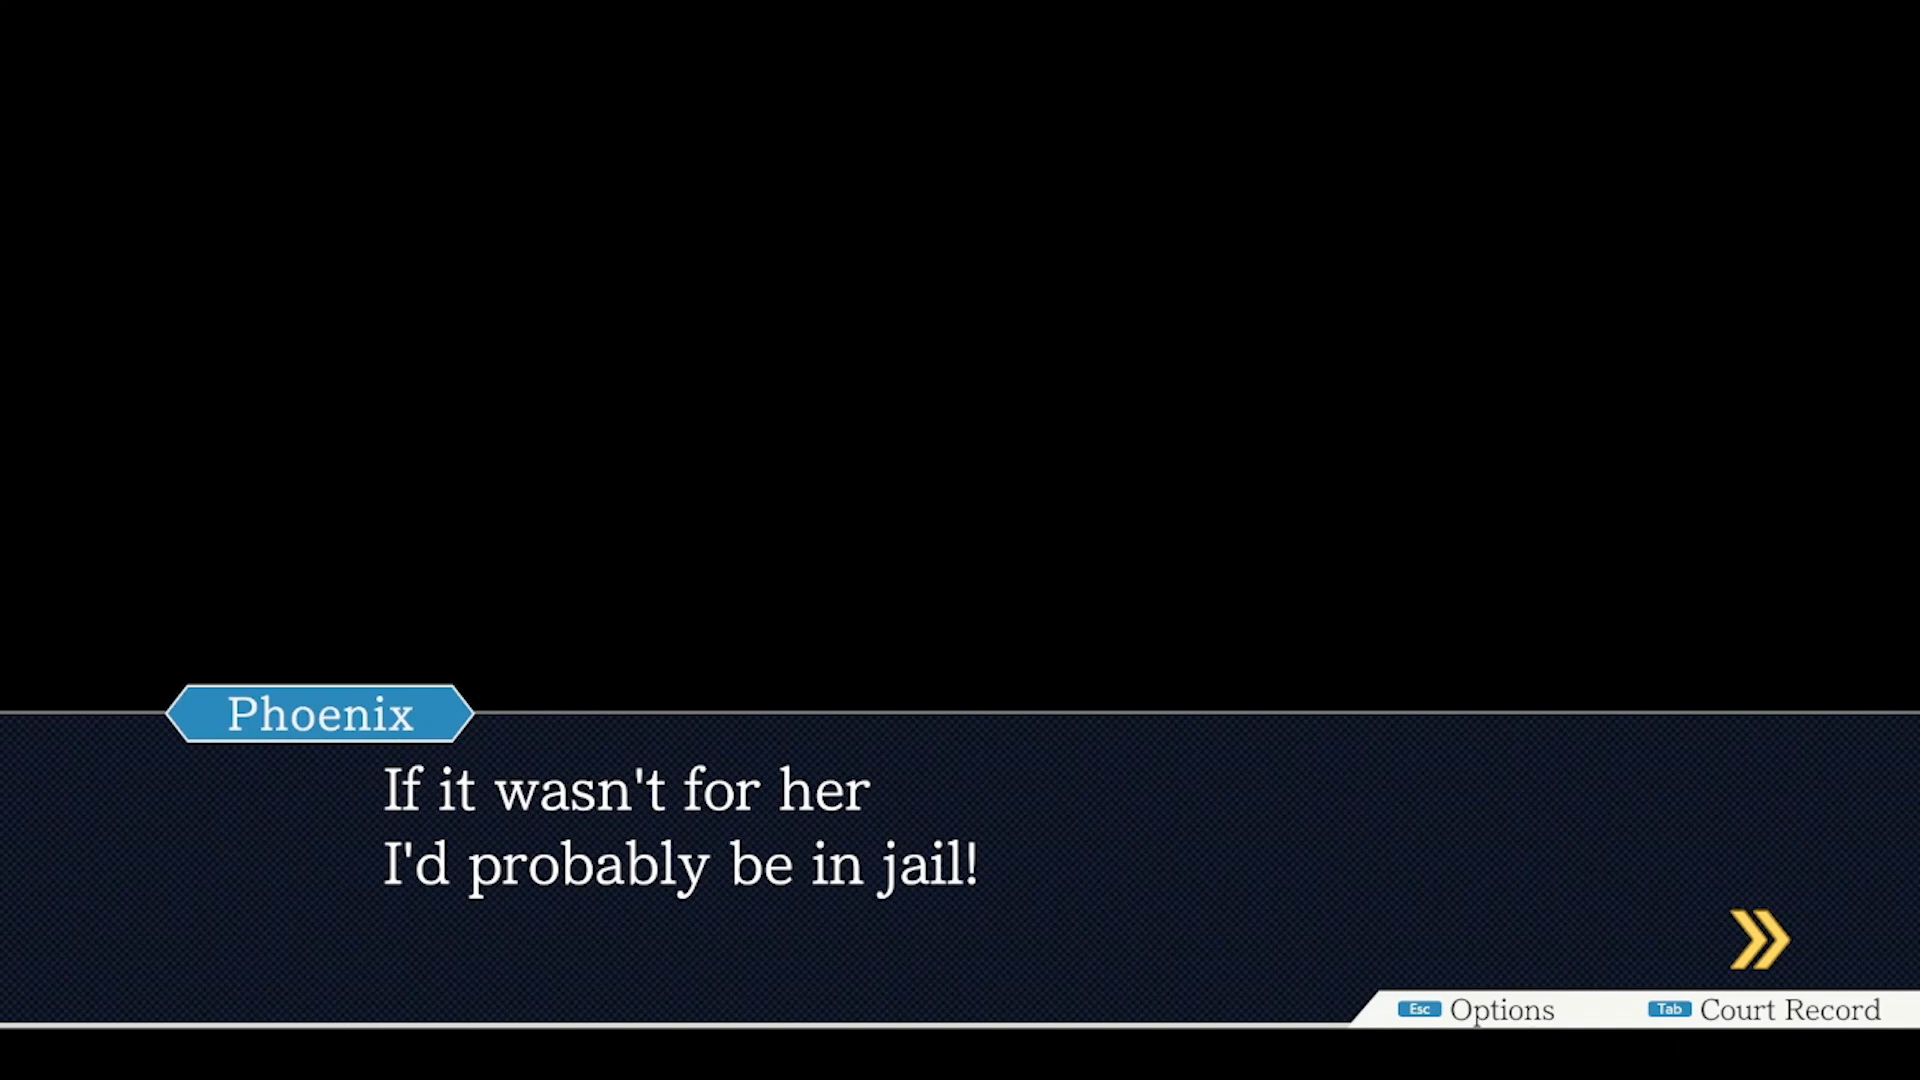 Phoenix
If it wasn't for her
I'd probably be in jail!
Esc Options Tab Court Record